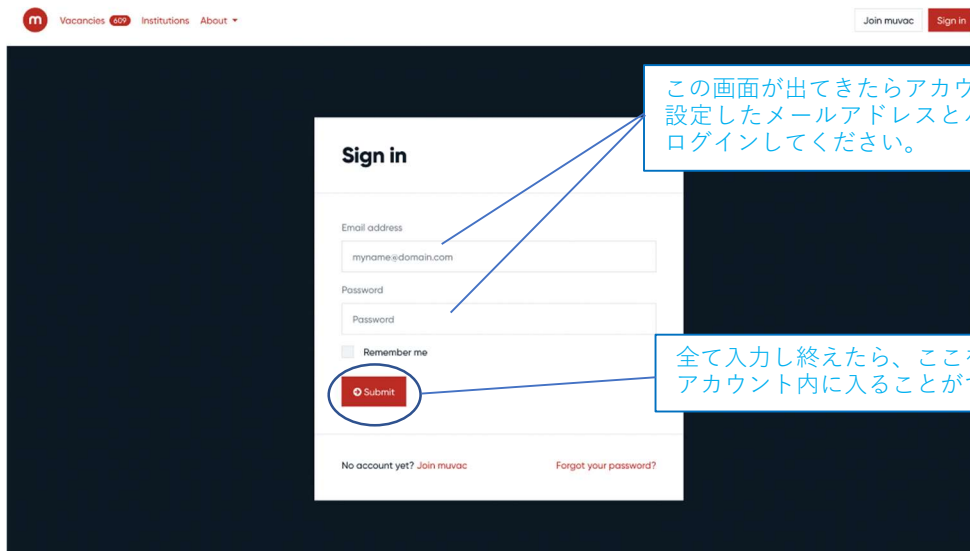 m Vacancies 609 Institutions About Join muvac Sign in
この画面が出てきたらアカウ
設定したメールアドレスと
ログインしてください。
Sign in
Email address
myname@domain.com
Password
Password
Remember me
全て入力し終えたら、ここ
アカウント内に入ることが
Submit
No account yet? Join muvac Forgot your password?